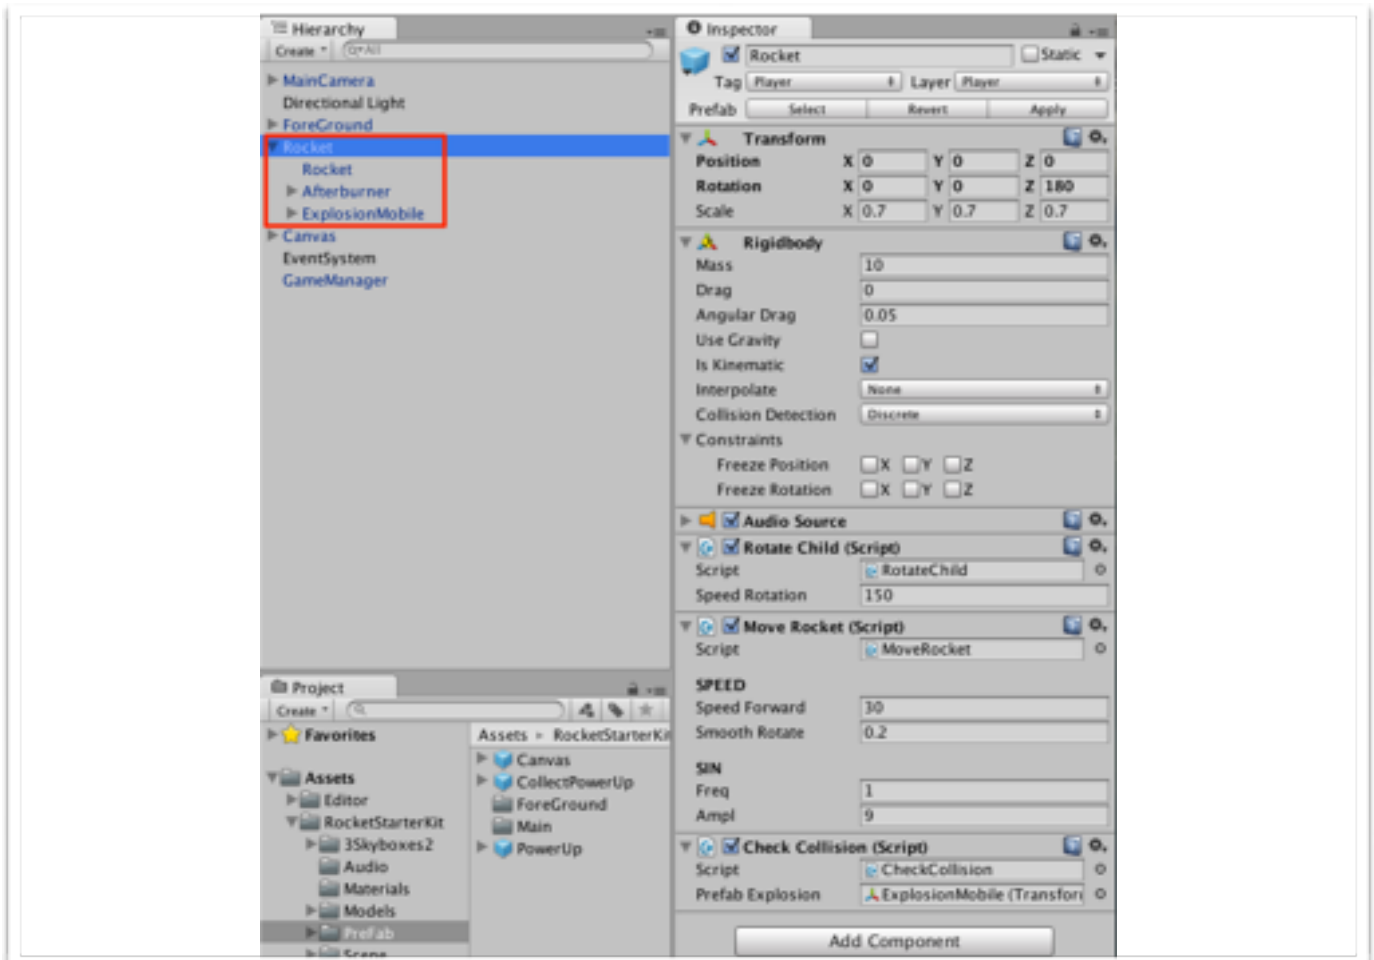 Hierarchy
Create All
MainCamera
Directional Light
ForeGround
Rocket
Rocket
Afterburner
ExplosionMobile
Canvas
EventSystem
GameManager
Project
Create
Favorites
Assets
Editor
RocketStarterKit
3Skyboxes2
Audio
Materials
Models
PreFab
Scene
Assets RocketStarterKit
Canvas
CollectPowerUp
ForeGround
Main
PowerUp
Inspector
Rocket Static
Tag Player Layer Player
Prefab Select Revert Apply
Transform
Position X 0 Y 0 Z 0
Rotation X 0 Y 0 Z 180
Scale X 0.7 Y 0.7 Z 0.7
Rigidbody
Mass 10
Drag 0
Angular Drag 0.05
Use Gravity
Is Kinematic
Interpolate None
Collision Detection Discrete
Constraints
Freeze Position X Y Z
Freeze Rotation X Y Z
Audio Source
Rotate Child (Script)
Script RotateChild
Speed Rotation 150
Move Rocket (Script)
Script MoveRocket
SPEED
Speed Forward 30
Smooth Rotate 0.2
SIN
Freq 1
Ampl 9
Check Collision (Script)
Script CheckCollision
Prefab Explosion ExplosionMobile (Transfor
Add Component